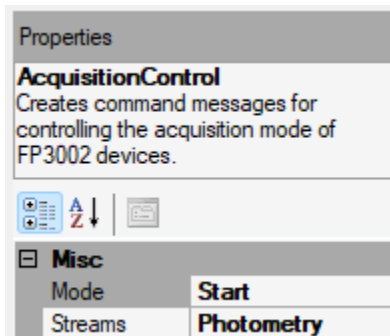 Properties
AcquisitionControl
Creates command messages for
controlling the acquisition mode of
FP3002 devices.
A
Z
Misc
Mode Start
Streams Photometry